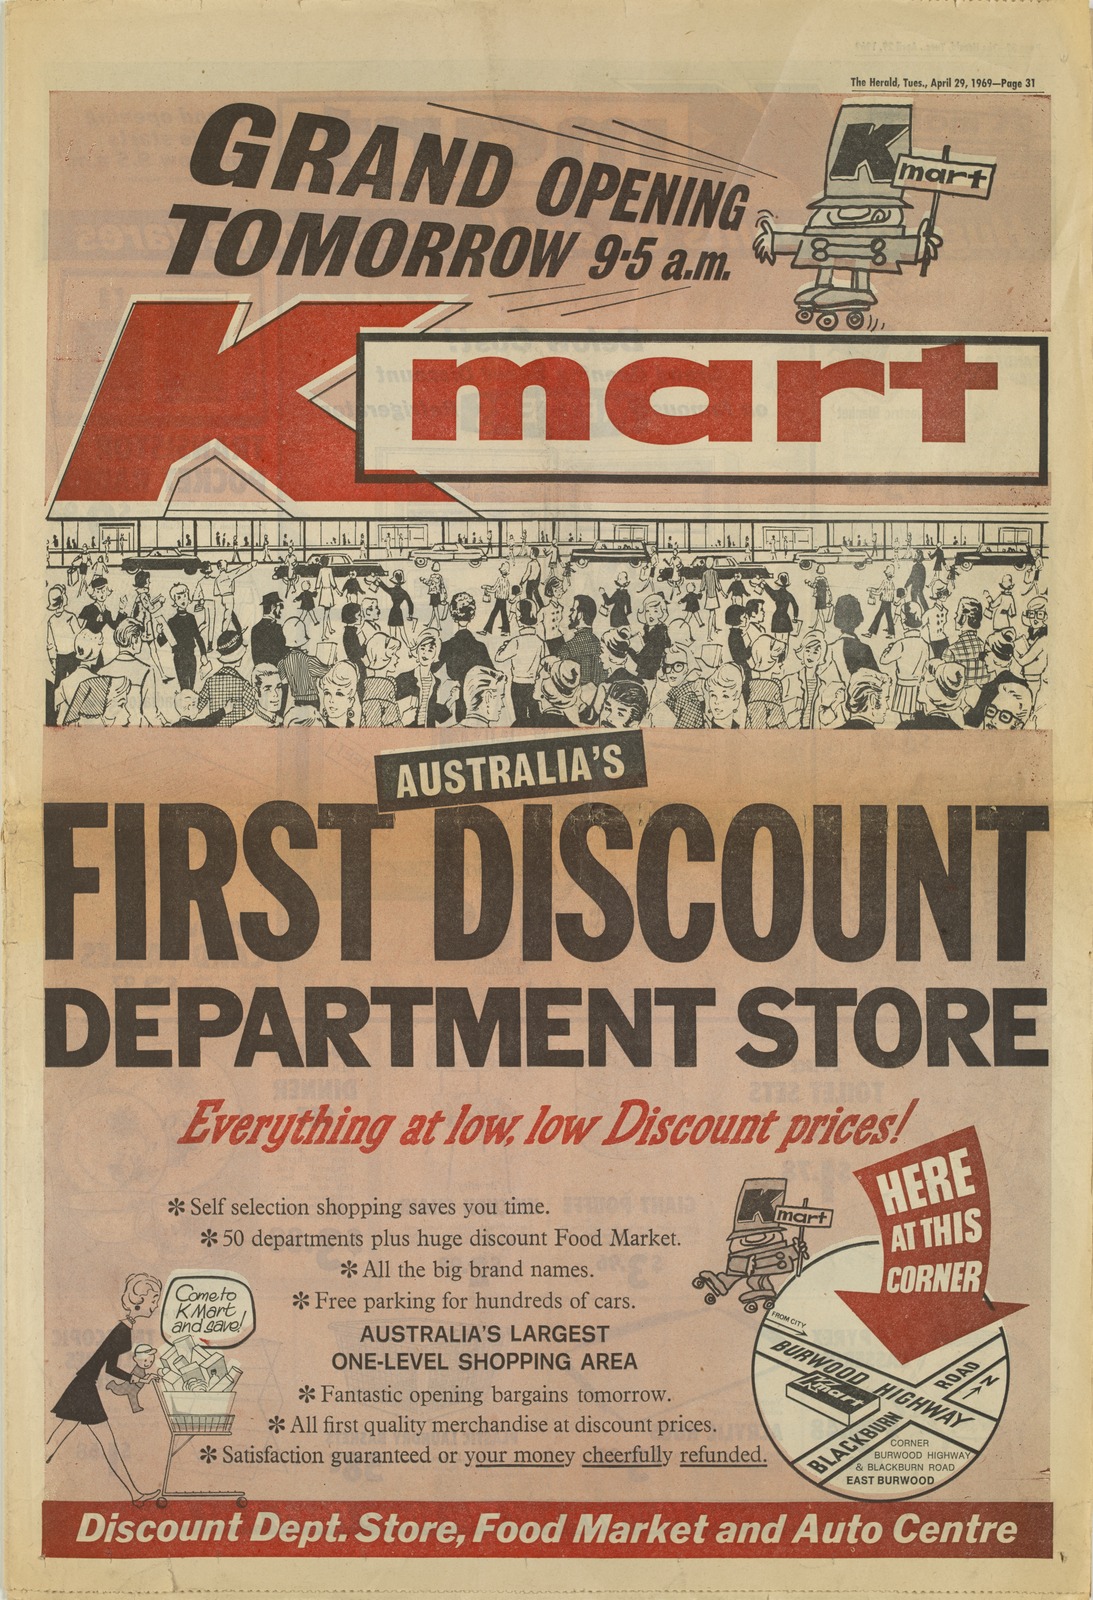 The Herald, Tues., April 29, 1969—Page 31
GRAND OPENING
TOMORROW 9·5 a.m.
K
mart
K mart
AUSTRALIA'S
FIRST DISCOUNT
DEPARTMENT STORE
Everything at low, low Discount prices!
✻ Self selection shopping saves you time.
✻ 50 departments plus huge discount Food Market.
✻ All the big brand names.
✻ Free parking for hundreds of cars.
AUSTRALIA'S LARGEST
ONE-LEVEL SHOPPING AREA
✻ Fantastic opening bargains tomorrow.
✻ All first quality merchandise at discount prices.
✻ Satisfaction guaranteed or your money cheerfully refunded.
Come to
K Mart
and save!
K
mart
HERE
AT THIS
CORNER
FROM CITY
BURWOOD HIGHWAY
BLACKBURN ROAD
N
Kmart
CORNER
BURWOOD HIGHWAY
& BLACKBURN ROAD
EAST BURWOOD
Discount Dept. Store, Food Market and Auto Centre